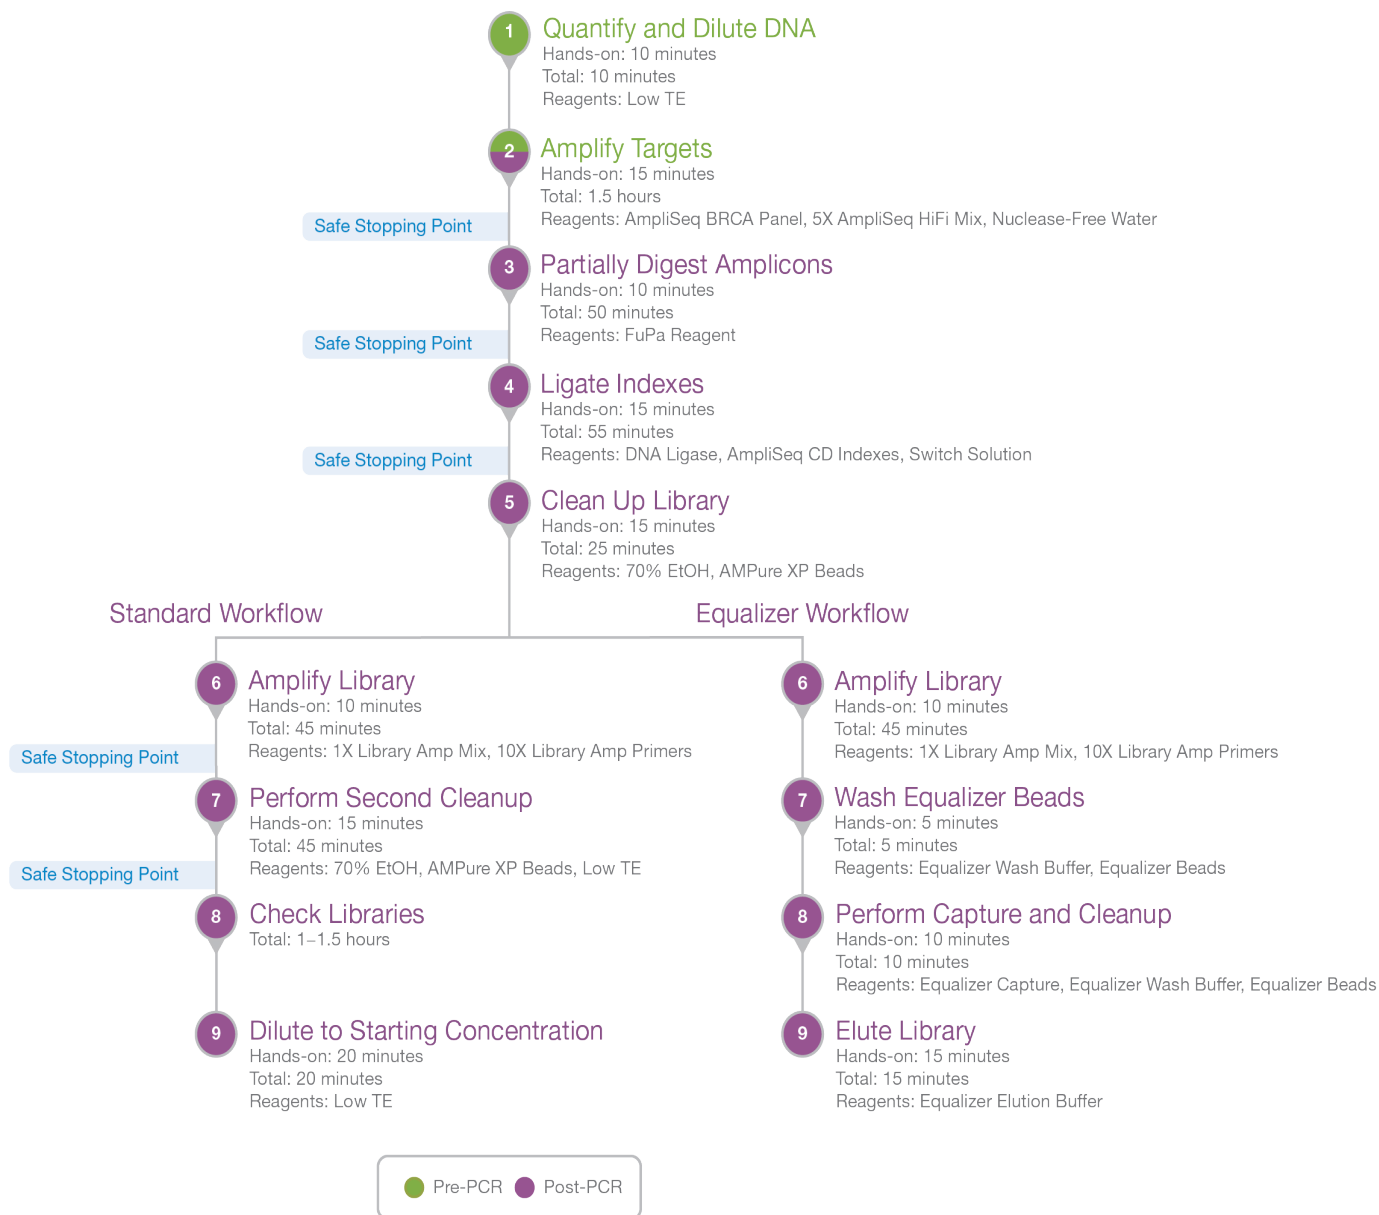 1
Quantify and Dilute DNA
Hands-on: 10 minutes
Total: 10 minutes
Reagents: Low TE
2
Amplify Targets
Hands-on: 15 minutes
Total: 1.5 hours
Reagents: AmpliSeq BRCA Panel, 5X AmpliSeq HiFi Mix, Nuclease-Free Water
Safe Stopping Point
3
Partially Digest Amplicons
Hands-on: 10 minutes
Total: 50 minutes
Reagents: FuPa Reagent
Safe Stopping Point
4
Ligate Indexes
Hands-on: 15 minutes
Total: 55 minutes
Reagents: DNA Ligase, AmpliSeq CD Indexes, Switch Solution
Safe Stopping Point
5
Clean Up Library
Hands-on: 15 minutes
Total: 25 minutes
Reagents: 70% EtOH, AMPure XP Beads
Standard Workflow
6
Amplify Library
Hands-on: 10 minutes
Total: 45 minutes
Reagents: 1X Library Amp Mix, 10X Library Amp Primers
Safe Stopping Point
7
Perform Second Cleanup
Hands-on: 15 minutes
Total: 45 minutes
Reagents: 70% EtOH, AMPure XP Beads, Low TE
Safe Stopping Point
8
Check Libraries
Total: 1–1.5 hours
9
Dilute to Starting Concentration
Hands-on: 20 minutes
Total: 20 minutes
Reagents: Low TE
Equalizer Workflow
6
Amplify Library
Hands-on: 10 minutes
Total: 45 minutes
Reagents: 1X Library Amp Mix, 10X Library Amp Primers
7
Wash Equalizer Beads
Hands-on: 5 minutes
Total: 5 minutes
Reagents: Equalizer Wash Buffer, Equalizer Beads
8
Perform Capture and Cleanup
Hands-on: 10 minutes
Total: 10 minutes
Reagents: Equalizer Capture, Equalizer Wash Buffer, Equalizer Beads
9
Elute Library
Hands-on: 15 minutes
Total: 15 minutes
Reagents: Equalizer Elution Buffer
Pre-PCR Post-PCR